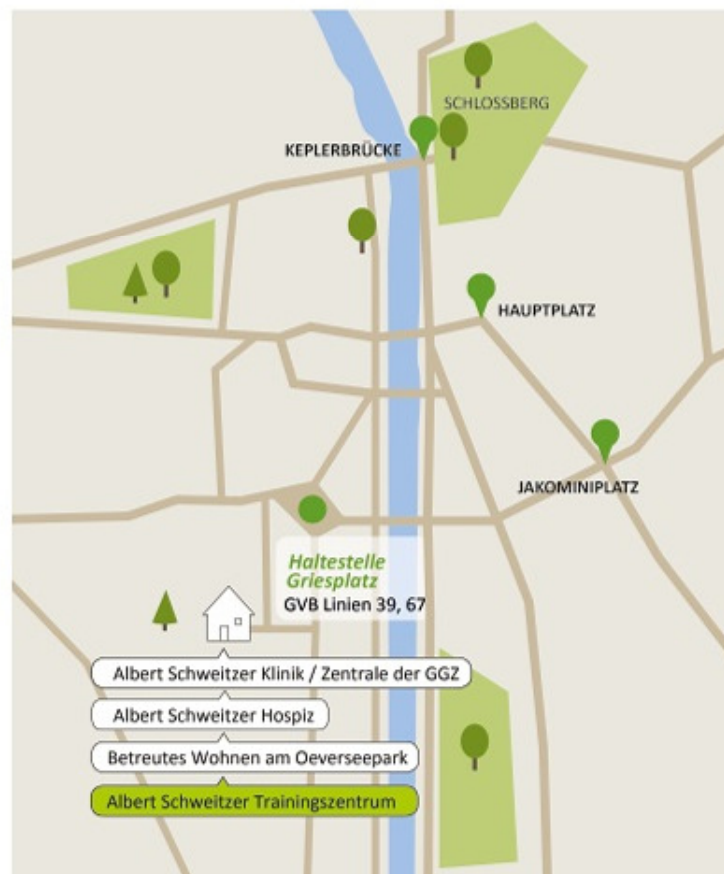 SCHLOSSBERG
KEPLERBRÜCKE
HAUPTPLATZ
JAKOMINIPLATZ
Haltestelle
Griesplatz
GVB Linien 39, 67
Albert Schweitzer Klinik / Zentrale der GGZ
Albert Schweitzer Hospiz
Betreutes Wohnen am Oeverseepark
Albert Schweitzer Trainingszentrum